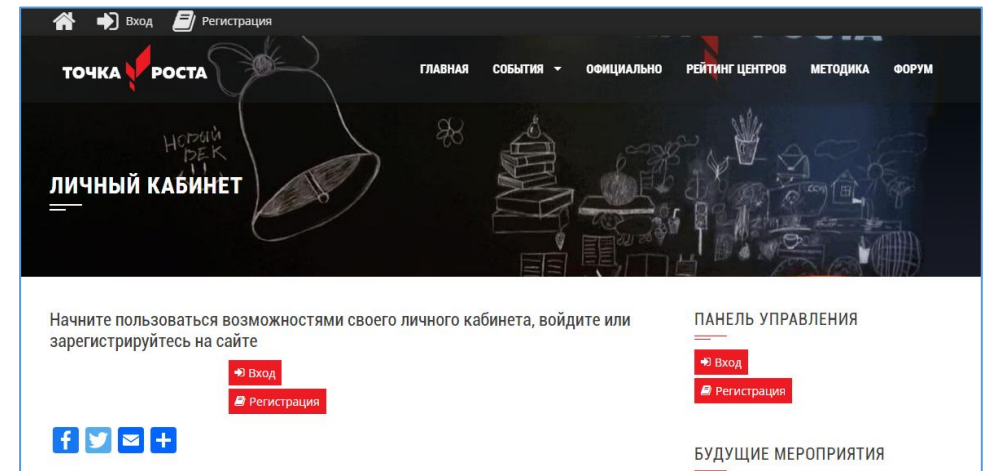 Вход Регистрация
ТОЧКА РОСТА
ГЛАВНАЯ СОБЫТИЯ ОФИЦИАЛЬНО РЕЙТИНГ ЦЕНТРОВ МЕТОДИКА ФОРУМ
НОВЫЙ
ВЕК
!!!
ЛИЧНЫЙ КАБИНЕТ
Начните пользоваться возможностями своего личного кабинета, войдите или
зарегистрируйтесь на сайте
Вход
Регистрация
ПАНЕЛЬ УПРАВЛЕНИЯ
Вход
Регистрация
БУДУЩИЕ МЕРОПРИЯТИЯ